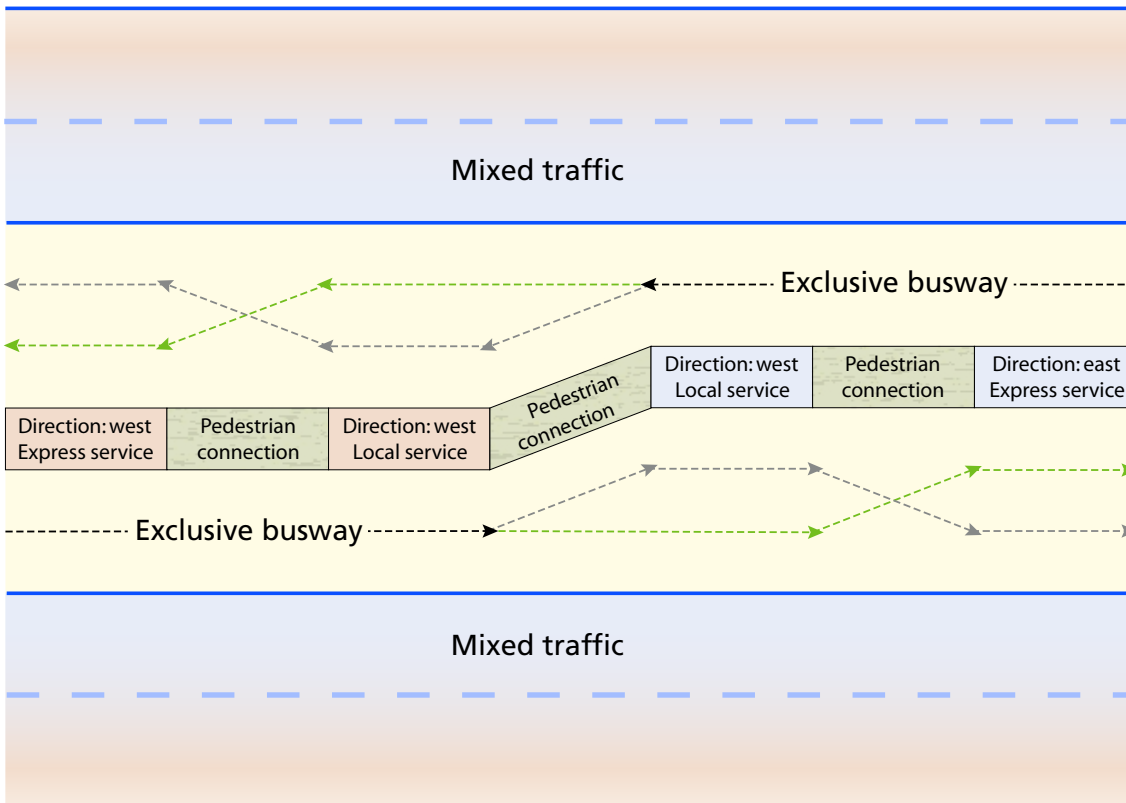 Mixed traffic
Exclusive busway
Direction: west
Local service
Pedestrian
connection
Direction: east
Express service
Pedestrian
connection
Direction: west
Express service
Pedestrian
connection
Direction: west
Local service
Exclusive busway
Mixed traffic